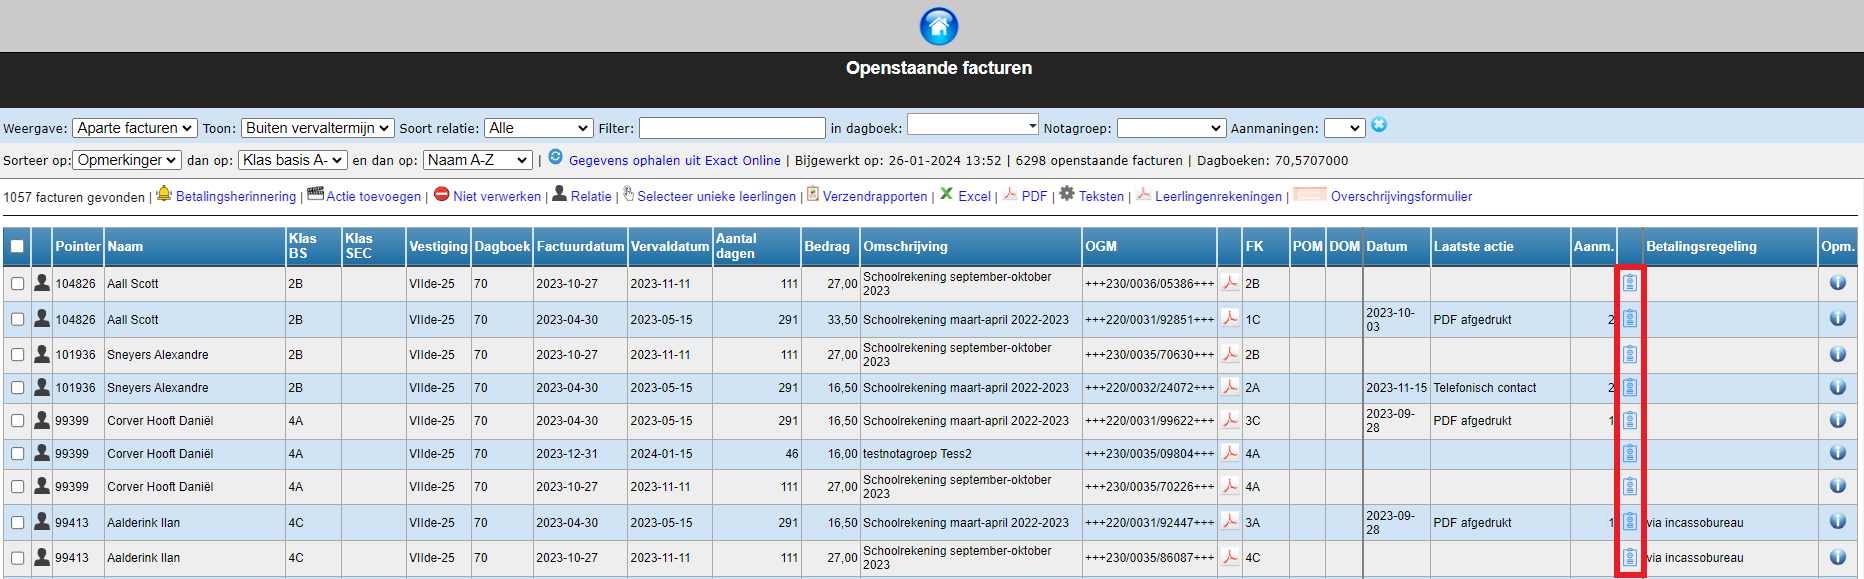 Openstaande facturen
Weergave: Aparte facturen Toon: Buiten vervaltermijn Soort relatie: Alle Filter: in dagboek: Notagroep: Aanmaningen:
Sorteer op: Opmerkinger dan op: Klas basis A- en dan op: Naam A-Z | Gegevens ophalen uit Exact Online | Bijgewerkt op: 26-01-2024 13:52 | 6298 openstaande facturen | Dagboeken: 70,5707000
1057 facturen gevonden | Betalingsherinnering | Actie toevoegen | Niet verwerken | Relatie | Selecteer unieke leerlingen | Verzendrapporten | Excel | PDF | Teksten | Leerlingenrekeningen | Overschrijvingsformulier
Pointer Naam Klas BS Klas SEC Vestiging Dagboek Factuurdatum Vervaldatum Aantal dagen Bedrag Omschrijving OGM FK POM DOM Datum Laatste actie Aanm. Betalingsregeling Opm.
104826 Aall Scott 2B VIIde-25 70 2023-10-27 2023-11-11 111 27,00 Schoolrekening september-oktober 2023 +++230/0036/05386+++ 2B
104826 Aall Scott 2B VIIde-25 70 2023-04-30 2023-05-15 291 33,50 Schoolrekening maart-april 2022-2023 +++220/0031/92851+++ 1C 2023-10-03 PDF afgedrukt 2
101936 Sneyers Alexandre 2B VIIde-25 70 2023-10-27 2023-11-11 111 27,00 Schoolrekening september-oktober 2023 +++230/0035/70630+++ 2B
101936 Sneyers Alexandre 2B VIIde-25 70 2023-04-30 2023-05-15 291 16,50 Schoolrekening maart-april 2022-2023 +++220/0032/24072+++ 2A 2023-11-15 Telefonisch contact 2
99399 Corver Hooft Daniël 4A VIIde-25 70 2023-04-30 2023-05-15 291 16,50 Schoolrekening maart-april 2022-2023 +++220/0031/99622+++ 3C 2023-09-28 PDF afgedrukt 1
99399 Corver Hooft Daniël 4A VIIde-25 70 2023-12-31 2024-01-15 46 16,00 testnotagroep Tess2 +++230/0035/09804+++ 4A
99399 Corver Hooft Daniël 4A VIIde-25 70 2023-10-27 2023-11-11 111 27,00 Schoolrekening september-oktober 2023 +++230/0035/70226+++ 4A
99413 Aalderink Ilan 4C VIIde-25 70 2023-04-30 2023-05-15 291 16,50 Schoolrekening maart-april 2022-2023 +++220/0031/92447+++ 3A 2023-09-28 PDF afgedrukt 1 via incassobureau
99413 Aalderink Ilan 4C VIIde-25 70 2023-10-27 2023-11-11 111 27,00 Schoolrekening september-oktober 2023 +++230/0035/86087+++ 4C via incassobureau